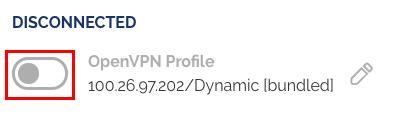 DISCONNECTED
OpenVPN Profile
100.26.97.202/Dynamic [bundled]